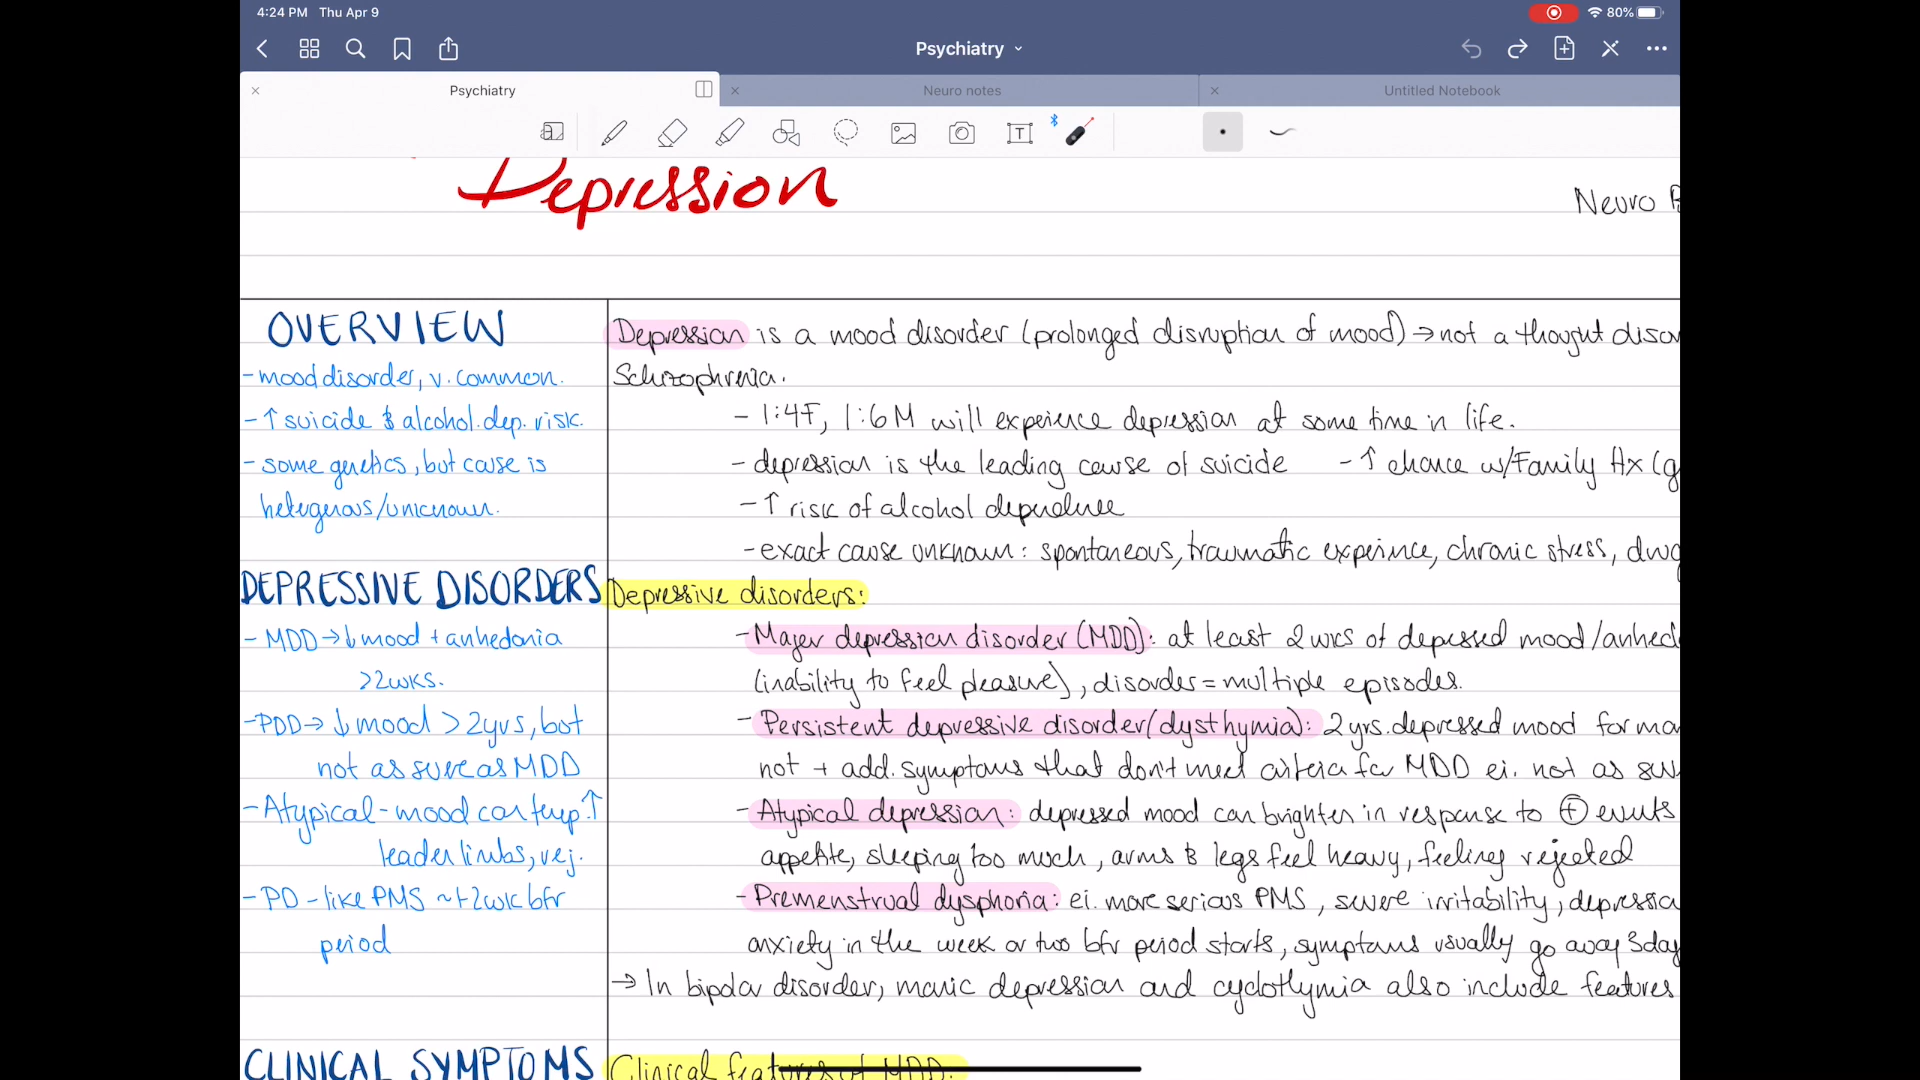 4:24 PM Thu Apr 9
80%
Psychiatry
Psychiatry
Neuro notes
Untitled Notebook
Depression
Neuro
OVERVIEW
- mood disorder, v. common.
- ↑ suicide & alcohol. dep. risk.
- some genetics, but cause is
/unknown.
Depression is a mood disorder (prolonged disruption of mood) → not a thought disor
Schizophrenia.
- 1:4F, 1:6M will experience depression at some time in life.
- depression is the leading cause of suicide - ↑ chance w/Family Hx (g
- ↑ risk of alcohol dependence
- exact cause unknown: spontaneous, traumatic experince, chronic stress, drug
DEPRESSIVE DISORDERS
- MDD → ↓ mood + anhedonia
>2wks.
- PDD → ↓ mood > 2yrs, but
not as severe as MDD
- Atypical - mood can temp ↑
leaden limbs, rej.
- PD - like PMS ~1-2wk bfr
period
Depressive disorders:
- Major depression disorder (MDD): at least 2 wks of depressed mood/anhed
(inability to feel pleasure), disorder = multiple episodes.
- Persistent depressive disorder (dysthymia): 2 yrs. depressed mood for
not + add. symptoms that don't meet criteria for MDD ei. not as
- Atypical depression: depressed mood can brighten in response to ⊕ events
appetite, sleeping too much, arms & legs feel heavy, feeling rejected
- Premenstrual dysphoria: ei. more serious PMS, severe irritability, depressio
anxiety in the week or two bfr period starts, symptoms usually go away 3day
→ In bipolar disorder, manic depression and cyclothymia also include features
CLINICAL SYMPTOMS
Clinical features of MDD: